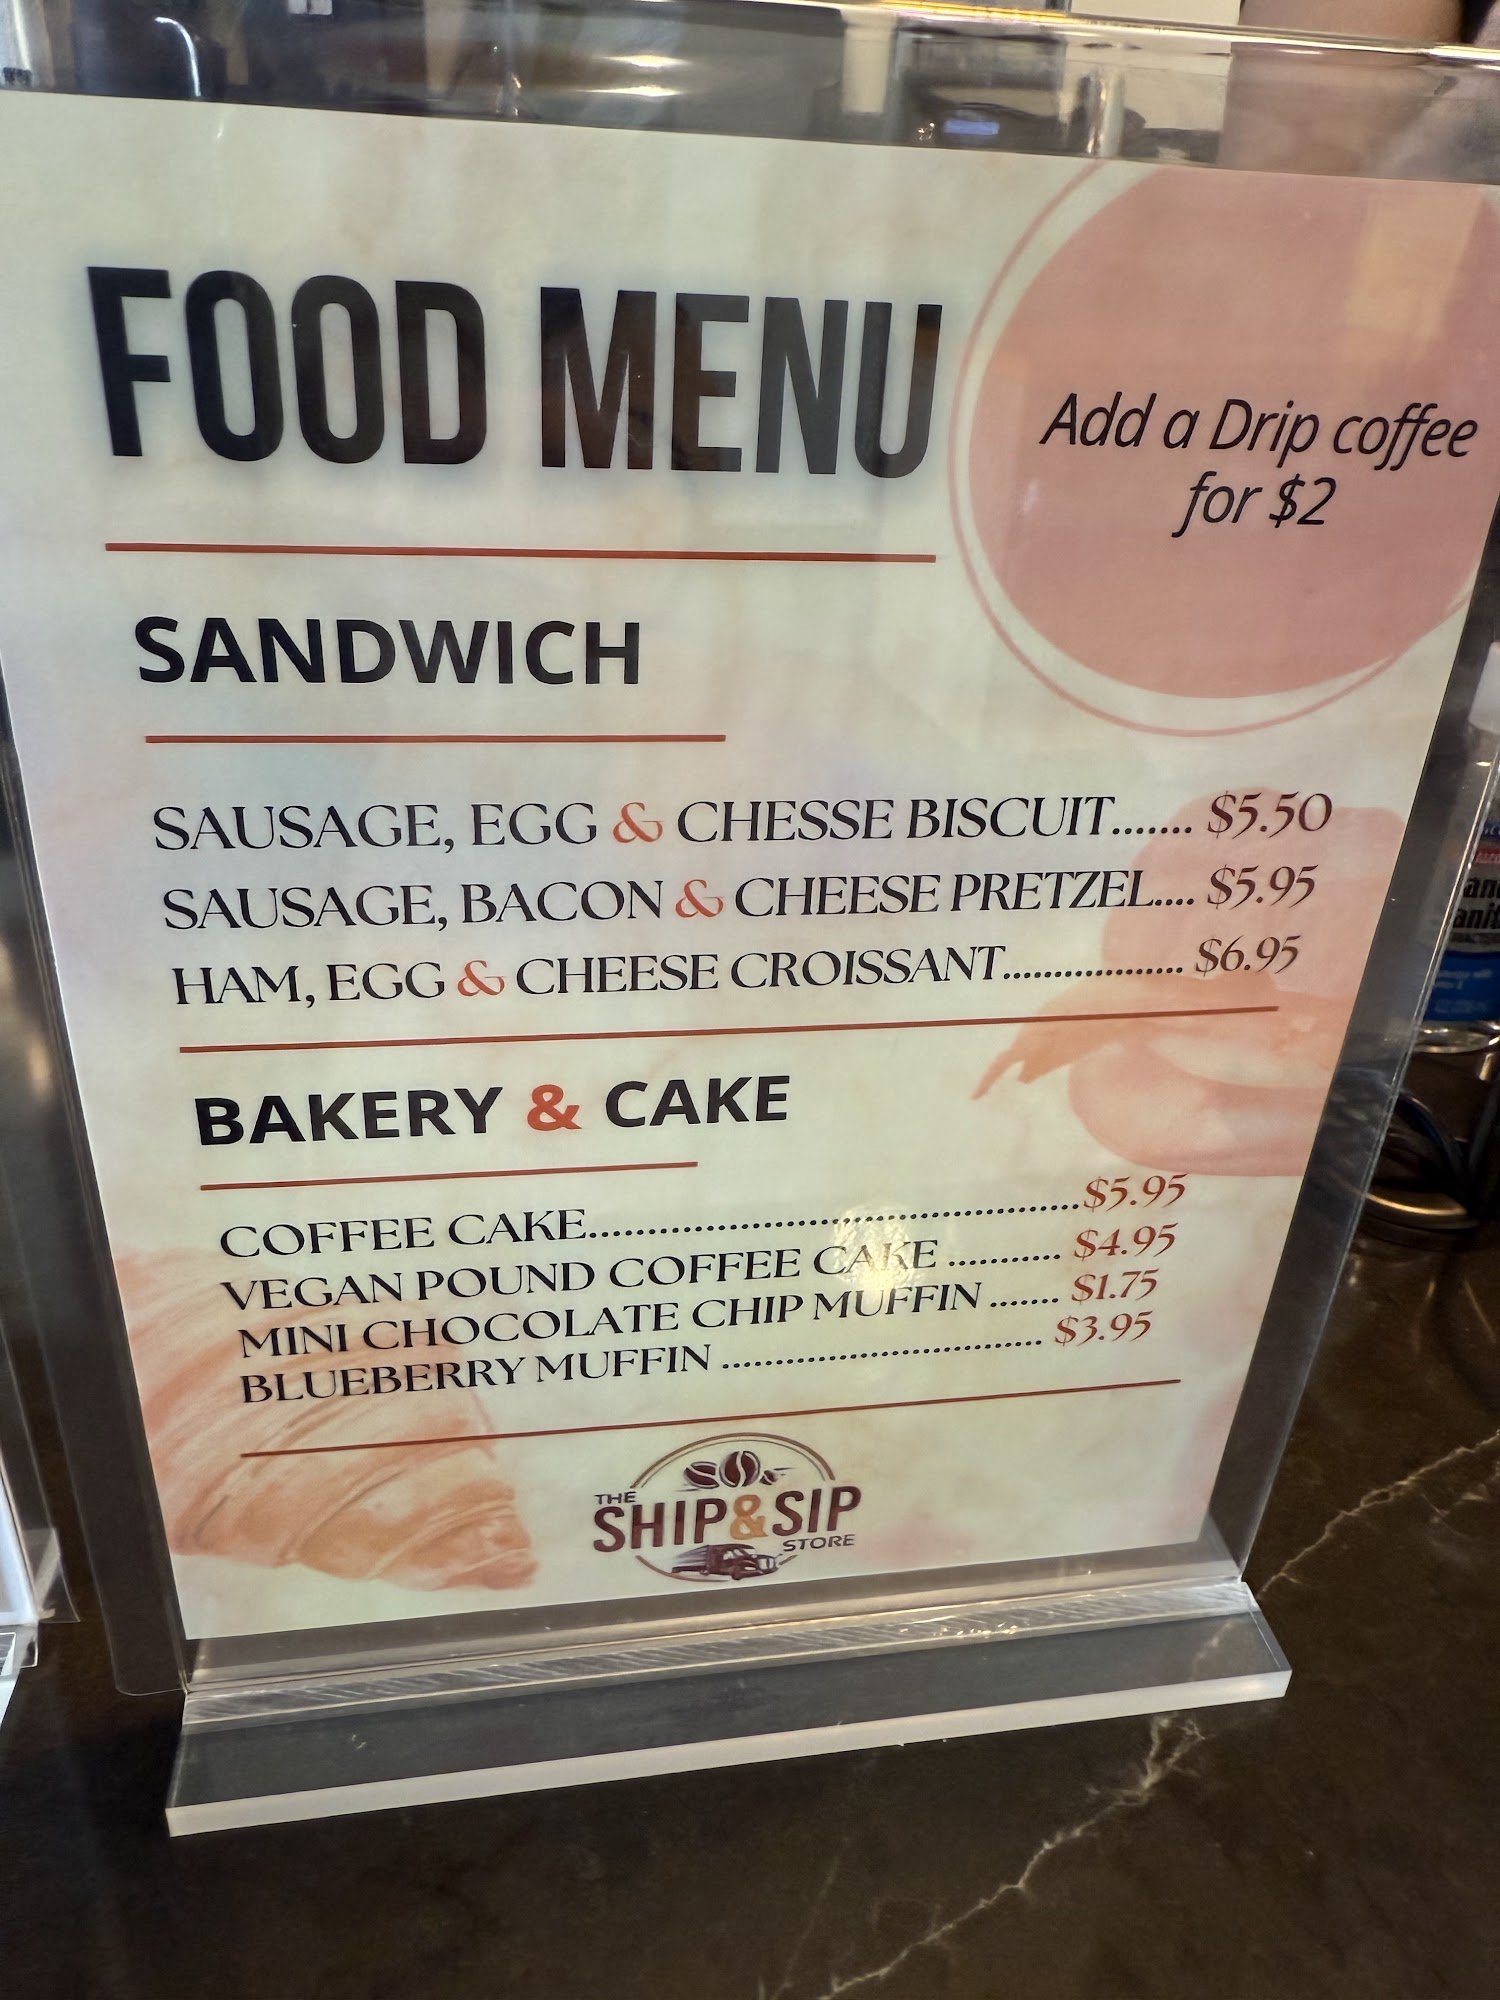 FOOD MENU
Add a Drip coffee
for $2
SANDWICH
SAUSAGE, EGG & CHESSE BISCUIT....... $5.50
SAUSAGE, BACON & CHEESE PRETZEL.... $5.95
HAM, EGG & CHEESE CROISSANT.................. $6.95
BAKERY & CAKE
COFFEE CAKE.................................................$5.95
VEGAN POUND COFFEE CAKE ........... $4.95
MINI CHOCOLATE CHIP MUFFIN ....... $1.75
BLUEBERRY MUFFIN ................................ $3.95
THE
SHIP&SIP
STORE